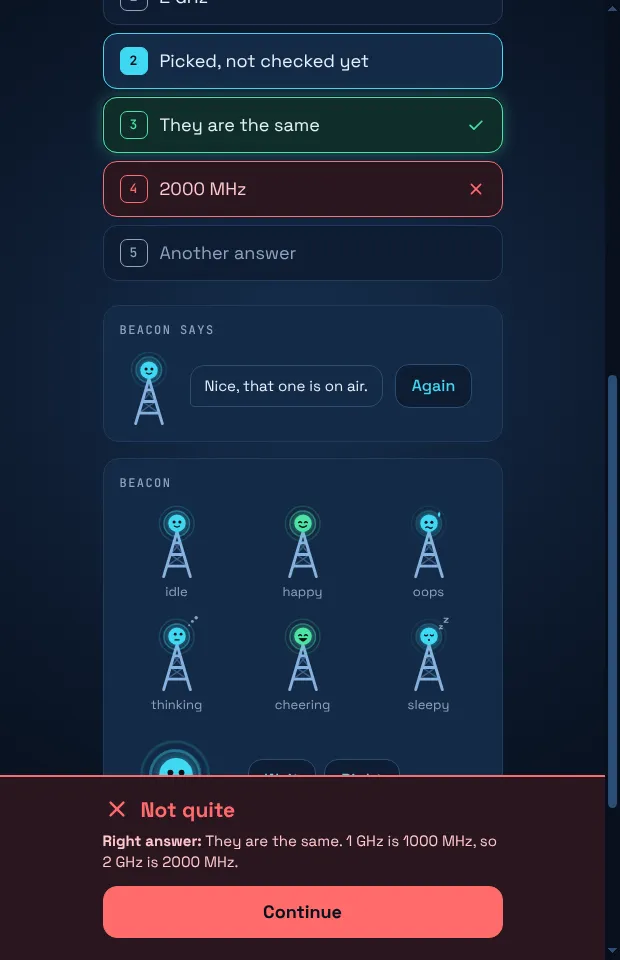 2 Picked, not checked yet
3 They are the same
4 2000 MHz
5 Another answer
BEACON SAYS
Nice, that one is on air.
Again
BEACON
idle
happy
oops
z
z
thinking
cheering
sleepy
Not quite
Right answer: They are the same. 1 GHz is 1000 MHz, so
2 GHz is 2000 MHz.
Continue